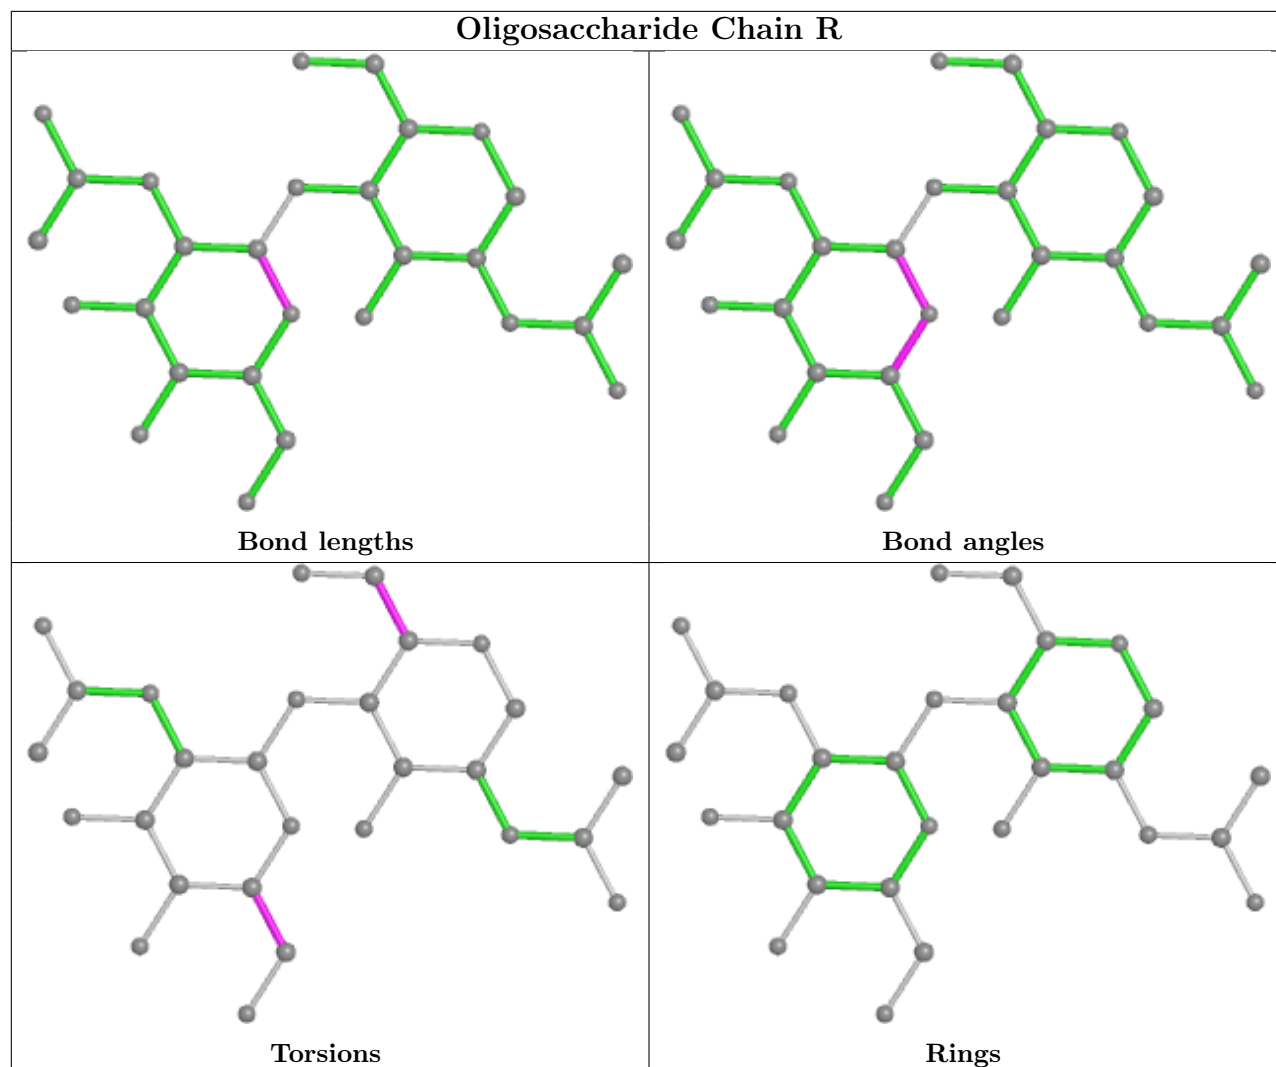 Oligosaccharide Chain R
Bond lengths
Bond angles
Torsions
Rings